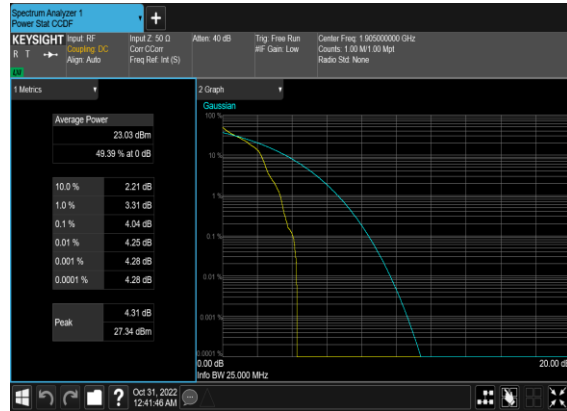 Spectrum Analyzer 1
Power Stat CCDF
KEYSIGHT
R T
Input: RF
Coupling: DC
Align: Auto
Input Z: 50 Ω
Corr CCorr
Freq Ref: Int (S)
Atten: 40 dB
Trig: Free Run
#IF Gain: Low
Center Freq: 1.905000000 GHz
Counts: 1.00 M/1.00 Mpt
Radio Std: None
1 Metrics
Average Power
23.03 dBm
49.39 % at 0 dB
10.0 % 2.21 dB
1.0 % 3.31 dB
0.1 % 4.04 dB
0.01 % 4.25 dB
0.001 % 4.28 dB
0.0001 % 4.28 dB
Peak
4.31 dB
27.34 dBm
2 Graph
Gaussian
100 %
10 %
1 %
0.1 %
0.01 %
0.001 %
0.0001 %
0.00 dB
20.00 dB
Info BW 25.000 MHz
?
Oct 31, 2022
12:41:46 AM